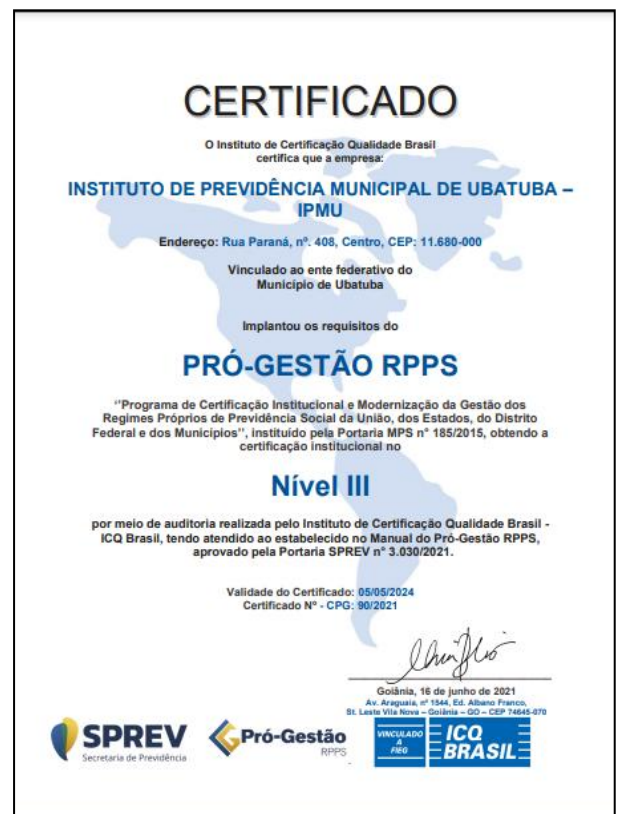 CERTIFICADO
O Instituto de Certificação Qualidade Brasil
certifica que a empresa:
INSTITUTO DE PREVIDÊNCIA MUNICIPAL DE UBATUBA –
IPMU
Endereço: Rua Paraná, nº. 408, Centro, CEP: 11.680-000
Vinculado ao ente federativo do
Município de Ubatuba
Implantou os requisitos do
PRÓ-GESTÃO RPPS
"Programa de Certificação Institucional e Modernização da Gestão dos
Regimes Próprios de Previdência Social da União, dos Estados, do Distrito
Federal e dos Municípios", instituído pela Portaria MPS n° 185/2015, obtendo a
certificação institucional no
Nível III
por meio de auditoria realizada pelo Instituto de Certificação Qualidade Brasil -
ICQ Brasil, tendo atendido ao estabelecido no Manual do Pró-Gestão RPPS,
aprovado pela Portaria SPREV n° 3.030/2021.
Validade do Certificado: 05/05/2024
Certificado Nº - CPG: 90/2021
Goiânia, 16 de junho de 2021
Av. Araguaia, nº 1544, Ed. Albano Franco,
St. Leste Vila Nova – Goiânia – GO – CEP 74645-070
SPREV
Secretaria de Previdência
Pró-Gestão
RPPS
VINCULADO
A
FIEG
ICQ
BRASIL